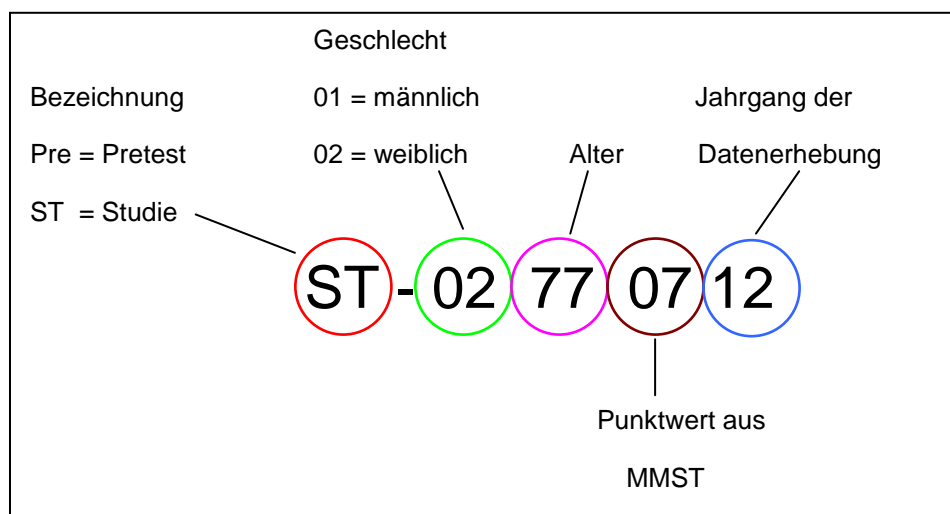 Geschlecht
Bezeichnung 01 = männlich Jahrgang der
Pre = Pretest 02 = weiblich Alter Datenerhebung
ST = Studie
ST - 02 77 07 12
Punktwert aus
MMST